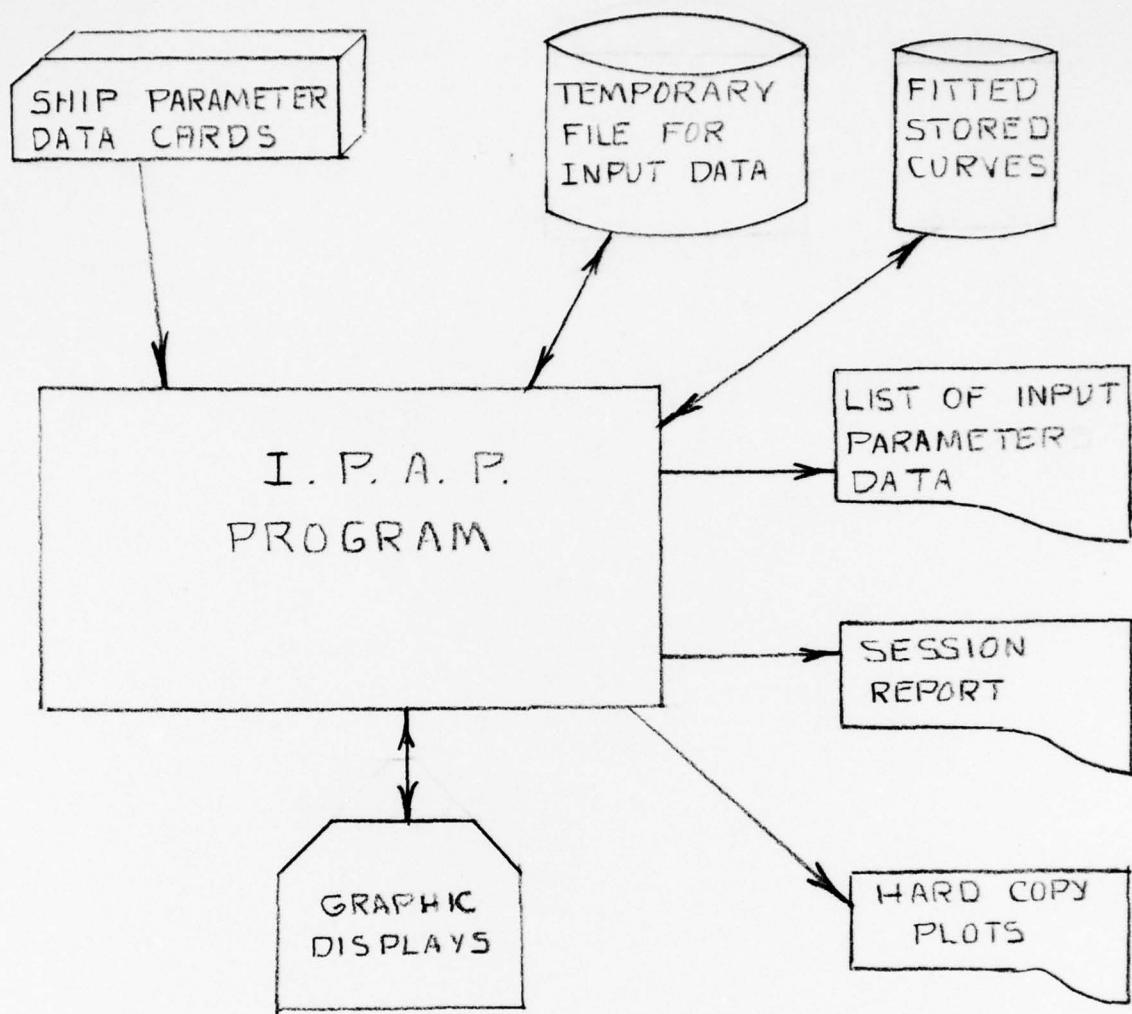 SHIP PARAMETER
DATA CARDS
TEMPORARY
FILE FOR
INPUT DATA
FITTED
STORED
CURVES
I. P. A. P.
PROGRAM
LIST OF INPUT
PARAMETER
DATA
SESSION
REPORT
GRAPHIC
DISPLAYS
HARD COPY
PLOTS